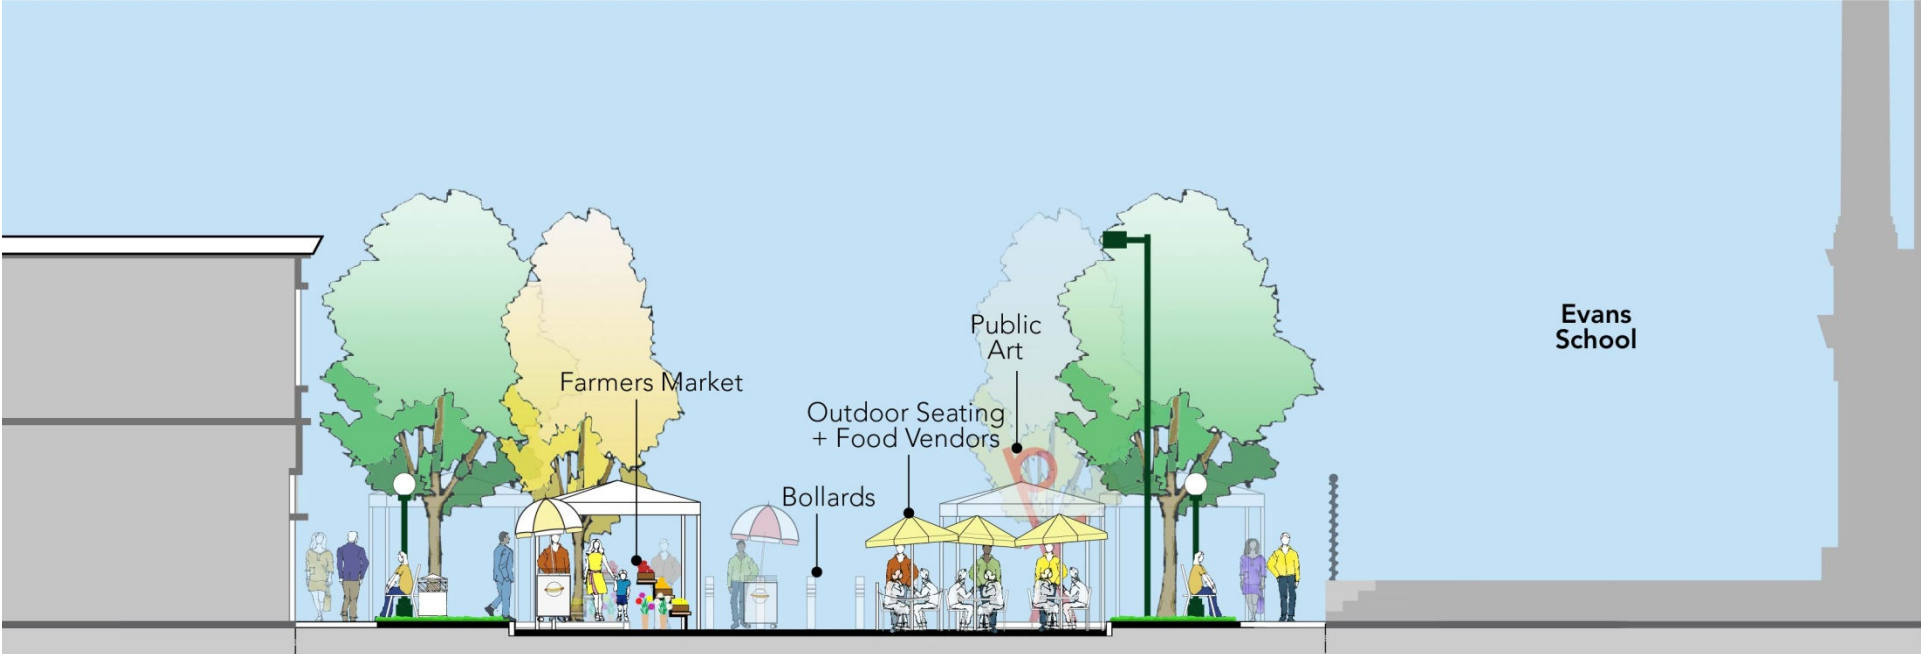 Farmers Market
Bollards
Outdoor Seating
+ Food Vendors
Public
Art
Evans
School